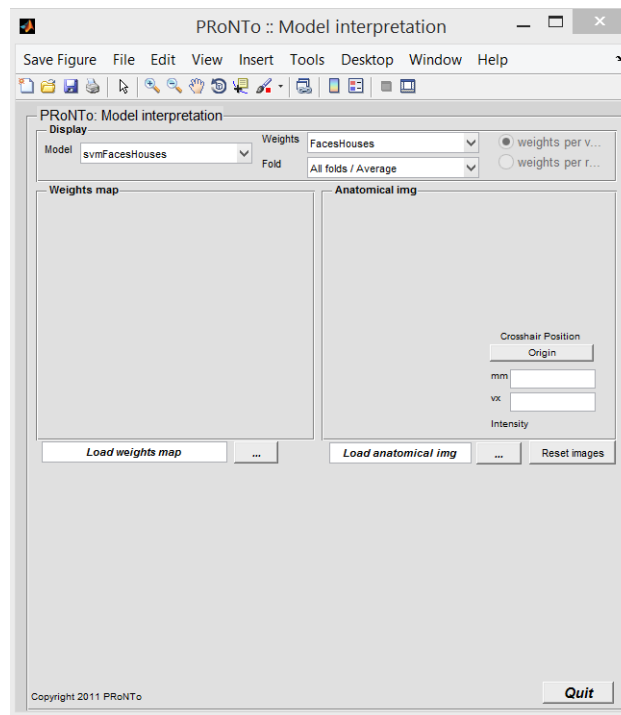 PRoNTo :: Model interpretation
Save Figure File Edit View Insert Tools Desktop Window Help
PRoNTo: Model interpretation
Display
Model svmFacesHouses
Weights FacesHouses
Fold All folds / Average
weights per v...
weights per r...
Weights map
Anatomical img
Crosshair Position
Origin
mm
vx
Intensity
Load weights map ...
Load anatomical img ... Reset images
Copyright 2011 PRoNTo
Quit